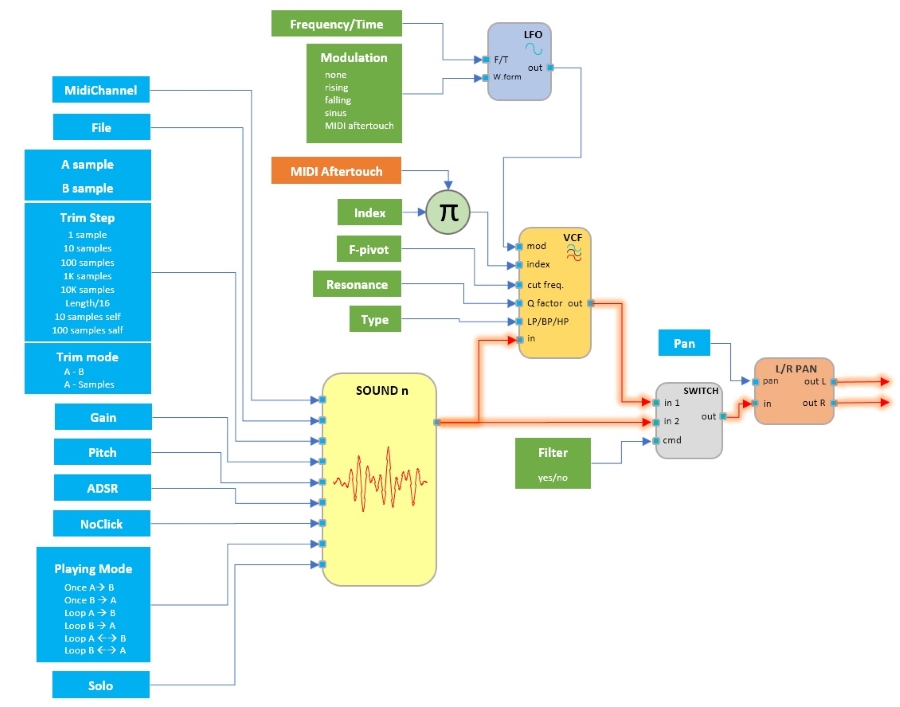 Frequency/Time
Modulation
none
rising
falling
sinus
MIDI aftertouch
LFO
F/T
out
W.form
MidiChannel
File
A sample
B sample
Trim Step
1 sample
10 samples
100 samples
1K samples
10K samples
Length/16
10 samples self
100 samples salf
Trim mode
A - B
A - Samples
Gain
Pitch
ADSR
NoClick
Playing Mode
Once A→ B
Once B → A
Loop A → B
Loop B → A
Loop A ←→ B
Loop B ←→ A
Solo
MIDI Aftertouch
Index
π
F-pivot
Resonance
Type
VCF
mod
index
cut freq.
Q factor out
LP/BP/HP
in
SOUND n
Pan
Filter
yes/no
SWITCH
in 1
out
in 2
cmd
L/R PAN
pan out L
in out R